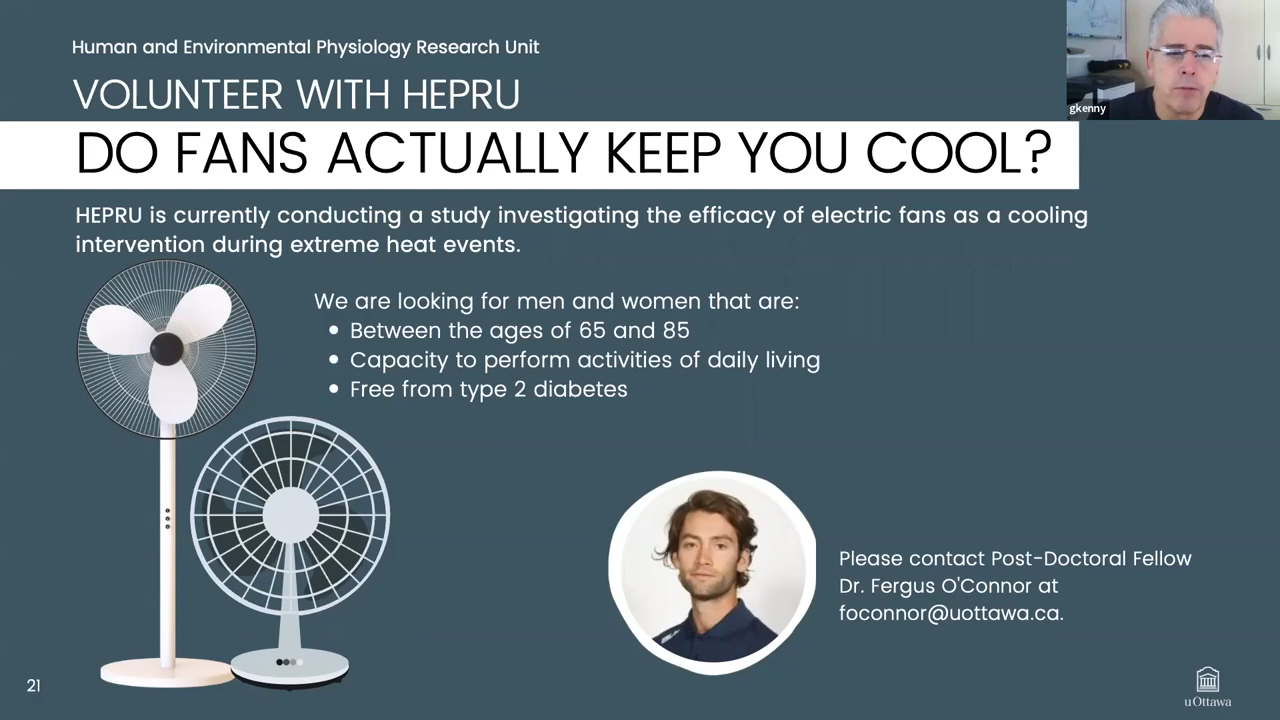 Human and Environmental Physiology Research Unit
VOLUNTEER WITH HEPRU
DO FANS ACTUALLY KEEP YOU COOL?
gkenny
HEPRU is currently conducting a study investigating the efficacy of electric fans as a cooling
intervention during extreme heat events.
We are looking for men and women that are:
• Between the ages of 65 and 85
• Capacity to perform activities of daily living
• Free from type 2 diabetes
Please contact Post-Doctoral Fellow
Dr. Fergus O'Connor at
foconnor@uottawa.ca.
21
uOttawa